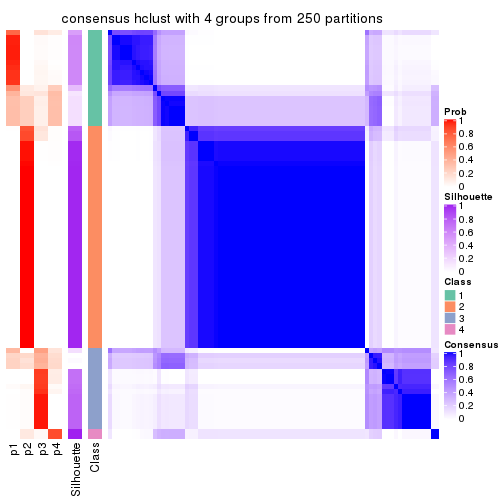 consensus hclust with 4 groups from 250 partitions
Prob
1
0.8
0.6
0.4
0.2
0
Silhouette
1
0.8
0.6
0.4
0.2
0
Class
1
2
3
4
Consensus
1
0.8
0.6
0.4
0.2
0
p1
p2
p3
p4
Silhouette
Class